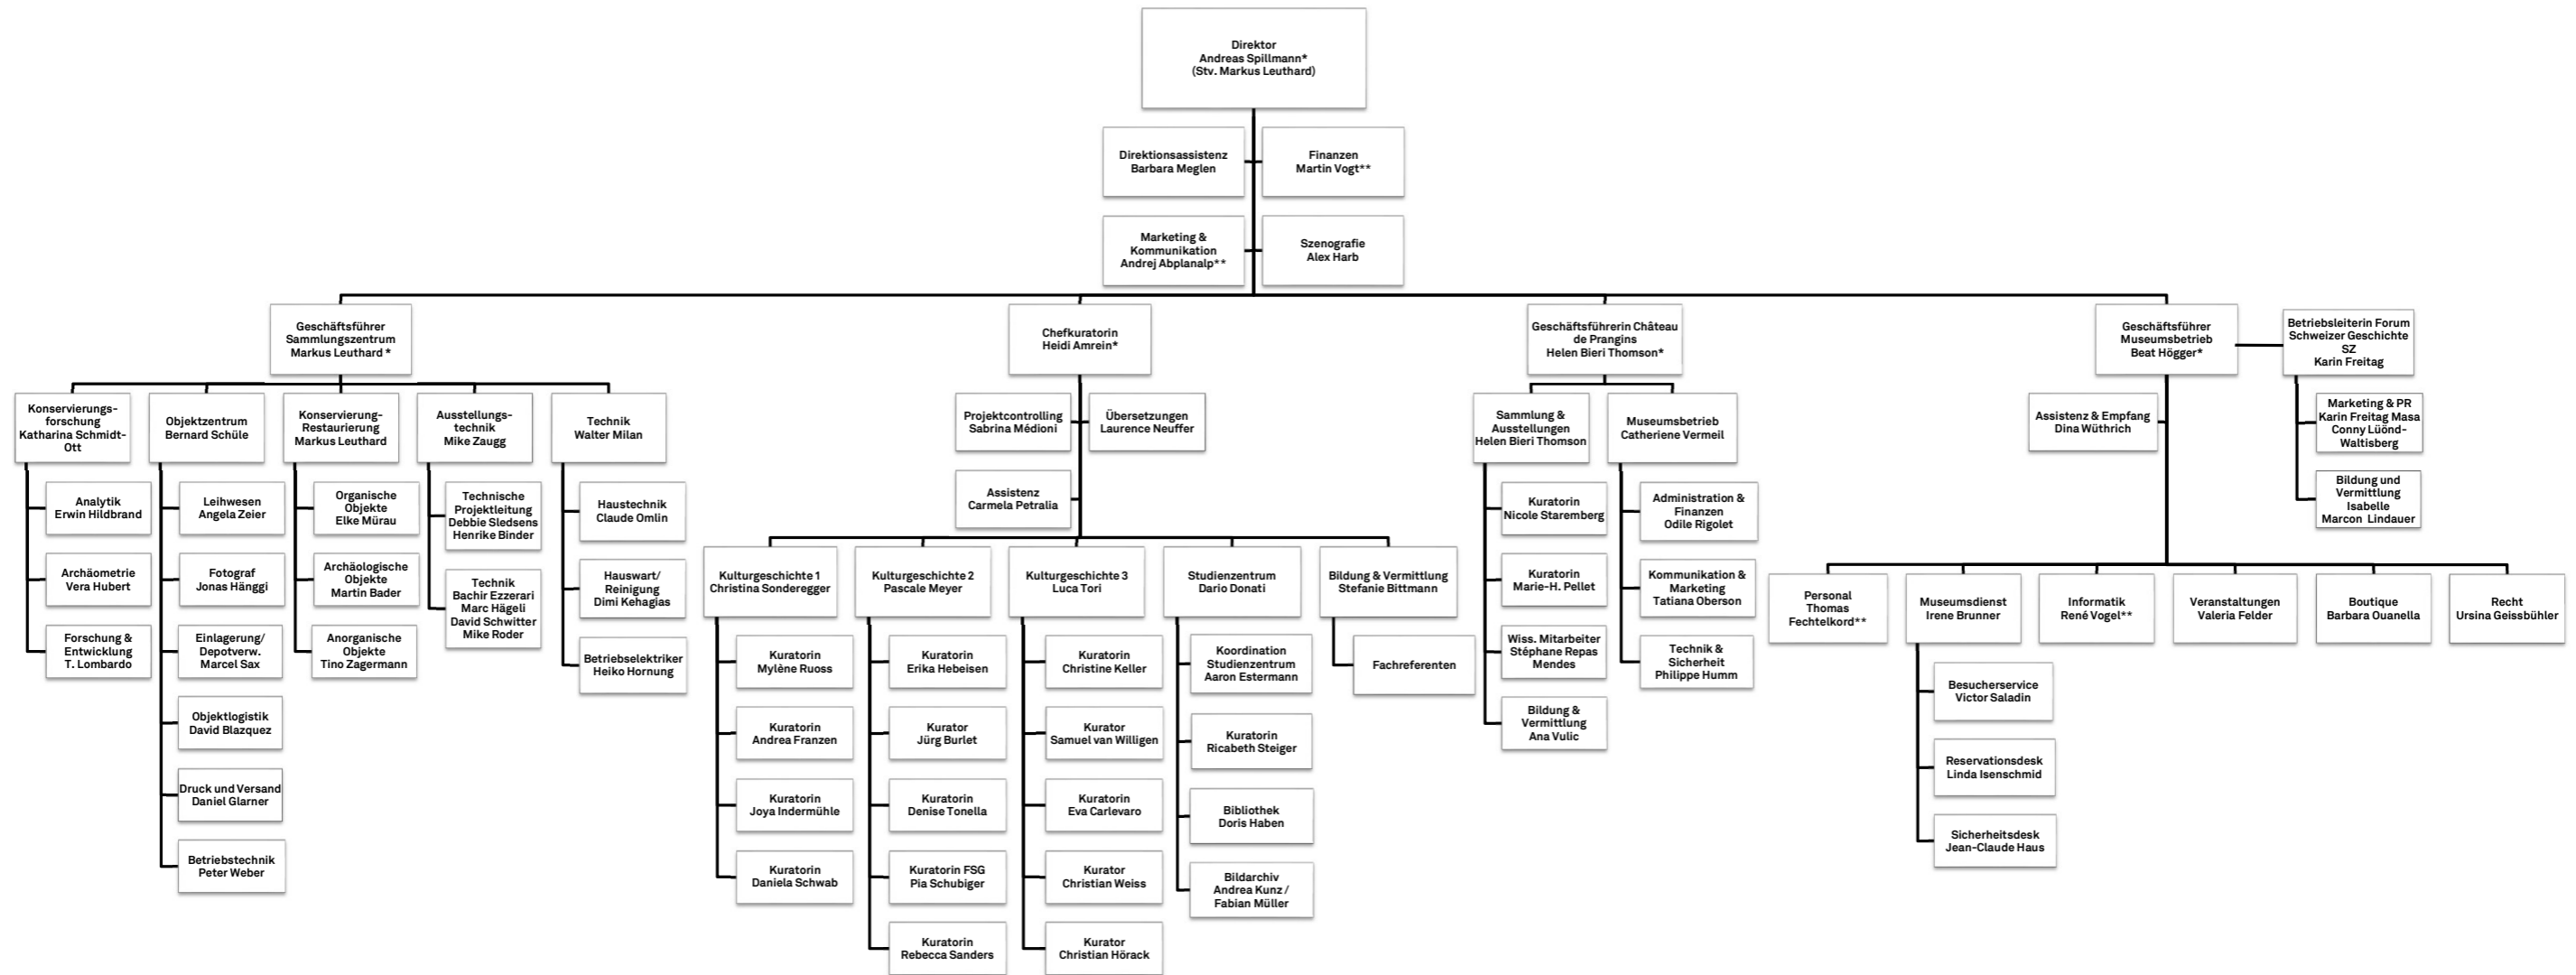 Direktor
Andreas Spillmann*
(Stv. Markus Leuthard)
Direktionsassistenz
Barbara Meglen
Finanzen
Martin Vogt**
Marketing &
Kommunikation
Andrej Abplanalp**
Szenografie
Alex Harb
Geschäftsführer
Sammlungszentrum
Markus Leuthard *
Chefkuratorin
Heidi Amrein*
Geschäftsführerin Château
de Prangins
Helen Bieri Thomson*
Geschäftsführer
Museumsbetrieb
Beat Högger*
Betriebsleiterin Forum
Schweizer Geschichte
SZ
Karin Freitag
Konservierungs-
forschung
Katharina Schmidt-
Ott
Analytik
Erwin Hildbrand
Archäometrie
Vera Hubert
Forschung &
Entwicklung
T. Lombardo
Objektzentrum
Bernard Schüle
Leihwesen
Angela Zeier
Fotograf
Jonas Hänggi
Einlagerung/
Depotverw.
Marcel Sax
Objektlogistik
David Blazquez
Druck und Versand
Daniel Glarner
Betriebstechnik
Peter Weber
Konservierung-
Restaurierung
Markus Leuthard
Organische
Objekte
Elke Mürau
Archäologische
Objekte
Martin Bader
Anorganische
Objekte
Tino Zagermann
Ausstellungs-
technik
Mike Zaugg
Technische
Projektleitung
Debbie Sledsens
Henrike Binder
Technik
Bachir Ezzerari
Marc Hägeli
David Schwitter
Mike Roder
Technik
Walter Milan
Haustechnik
Claude Omlin
Hauswart/
Reinigung
Dimi Kehagias
Betriebselektriker
Heiko Hornung
Projektcontrolling
Sabrina Médioni
Übersetzungen
Laurence Neuffer
Assistenz
Carmela Petralia
Kulturgeschichte 1
Christina Sonderegger
Kuratorin
Mylène Ruoss
Kuratorin
Andrea Franzen
Kuratorin
Joya Indermühle
Kuratorin
Daniela Schwab
Kulturgeschichte 2
Pascale Meyer
Kuratorin
Erika Hebeisen
Kurator
Jürg Burlet
Kuratorin
Denise Tonella
Kuratorin FSG
Pia Schubiger
Kuratorin
Rebecca Sanders
Kulturgeschichte 3
Luca Tori
Kuratorin
Christine Keller
Kurator
Samuel van Willigen
Kuratorin
Eva Carlevaro
Kurator
Christian Weiss
Kurator
Christian Hörack
Studienzentrum
Dario Donati
Koordination
Studienzentrum
Aaron Estermann
Kuratorin
Ricabeth Steiger
Bibliothek
Doris Haben
Bildarchiv
Andrea Kunz /
Fabian Müller
Bildung & Vermittlung
Stefanie Bittmann
Fachreferenten
Sammlung &
Ausstellungen
Helen Bieri Thomson
Kuratorin
Nicole Staremberg
Kuratorin
Marie-H. Pellet
Wiss. Mitarbeiter
Stéphane Repas
Mendes
Bildung &
Vermittlung
Ana Vulic
Museumsbetrieb
Catheriene Vermeil
Administration &
Finanzen
Odile Rigolet
Kommunikation &
Marketing
Tatiana Oberson
Technik &
Sicherheit
Philippe Humm
Assistenz & Empfang
Dina Wüthrich
Marketing & PR
Karin Freitag Masa
Conny Lüönd-
Waltisberg
Bildung und
Vermittlung
Isabelle
Marcon Lindauer
Personal
Thomas
Fechtelkord**
Museumsdienst
Irene Brunner
Besucherservice
Victor Saladin
Reservationsdesk
Linda Isenschmid
Sicherheitsdesk
Jean-Claude Haus
Informatik
René Vogel**
Veranstaltungen
Valeria Felder
Boutique
Barbara Ouanella
Recht
Ursina Geissbühler